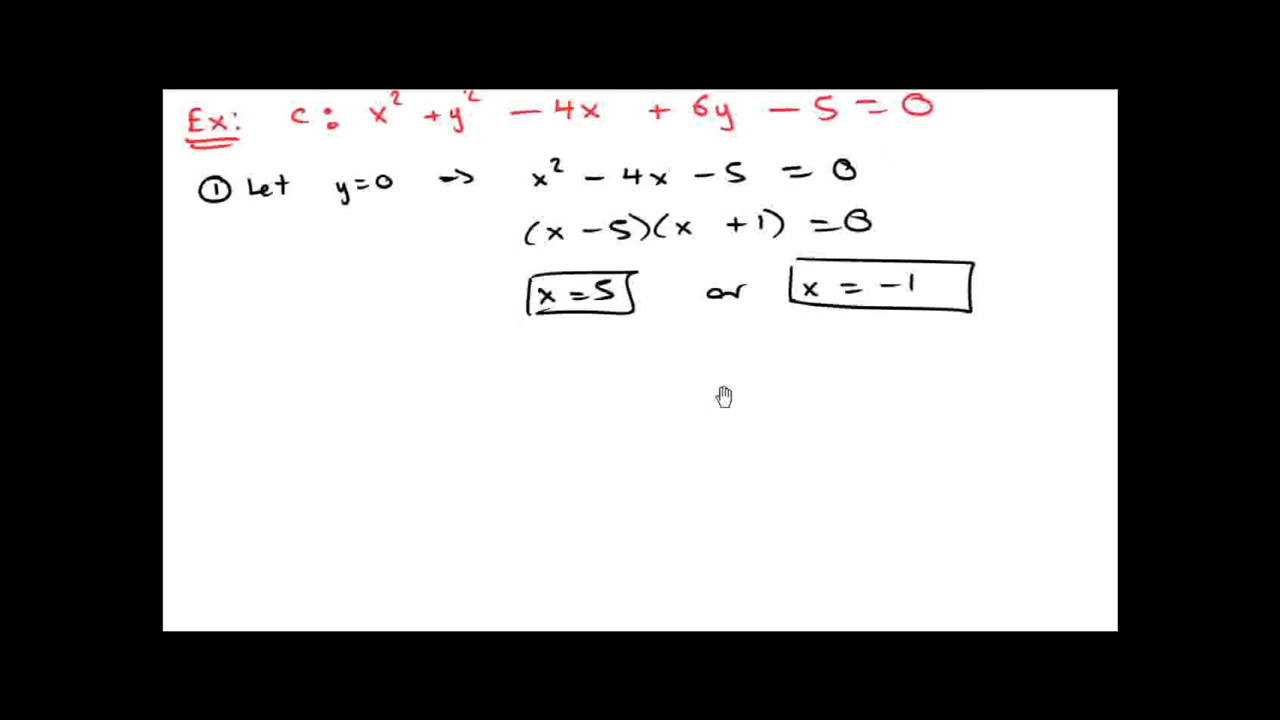 Ex: C: x² + y² - 4x + 6y - 5 = 0
① Let y=0 → x² - 4x - 5 = 0
(x - 5)(x + 1) = 0
x = 5 or x = -1